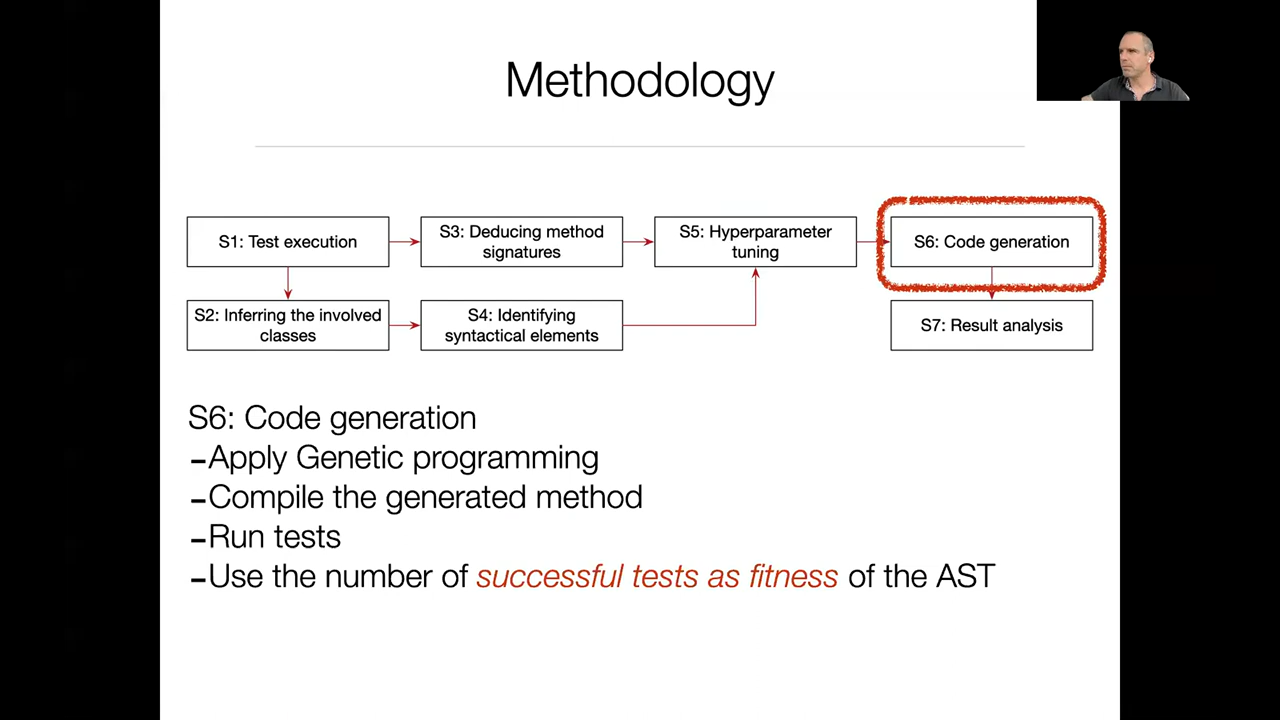 Methodology
S1: Test execution
S3: Deducing method
signatures
S5: Hyperparameter
tuning
S6: Code generation
S2: Inferring the involved
classes
S4: Identifying
syntactical elements
S7: Result analysis
S6: Code generation
–Apply Genetic programming
–Compile the generated method
–Run tests
–Use the number of successful tests as fitness of the AST